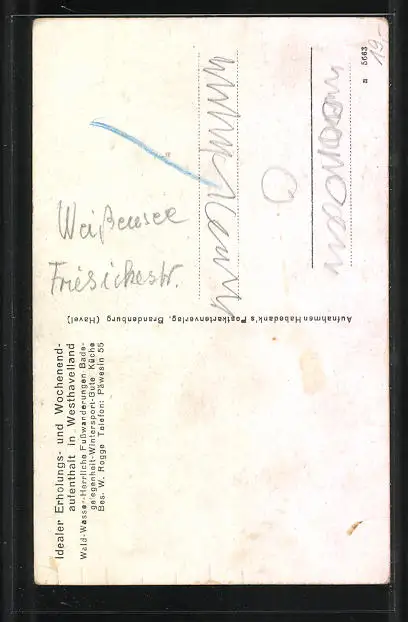 Idealer Erholungs- und Wochenend-
aufenthalt in Westhavelland
Wald-Wasser-Herrliche Fußwanderungen Bade-
gelegenheit-Wintersport-Gute Küche
Bes. W. Rogge Telefon: Päwesin 55
Aufnahmen Habedank's Postkartenverlag, Brandenburg (Havel)
n 5663
19,-
Weißensee
Friesickestr.